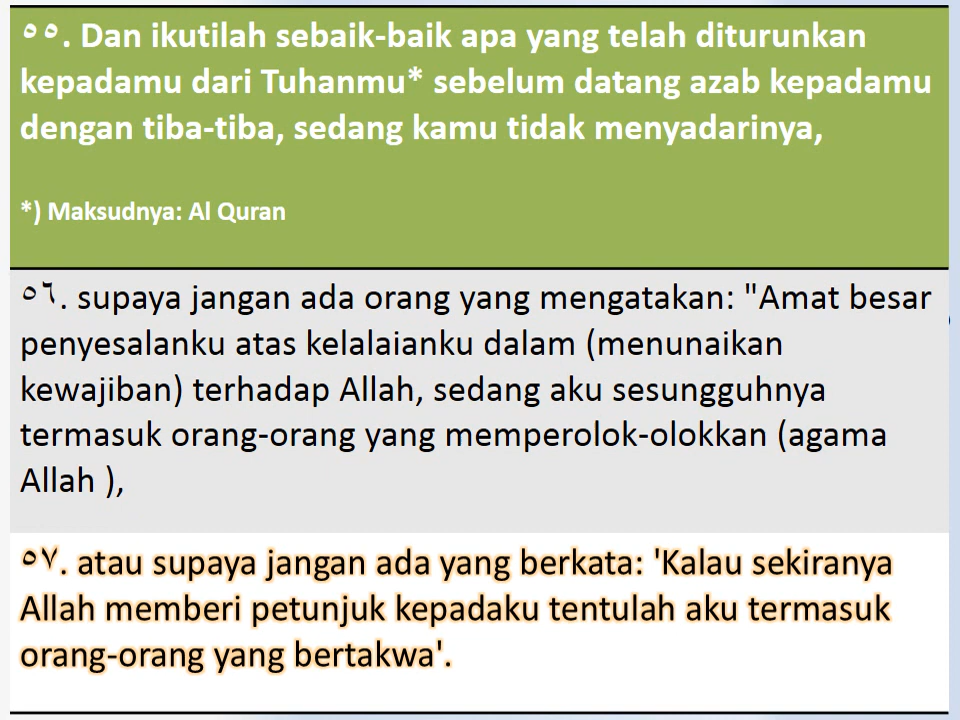 ٥٥. Dan ikutilah sebaik-baik apa yang telah diturunkan
kepadamu dari Tuhanmu* sebelum datang azab kepadamu
dengan tiba-tiba, sedang kamu tidak menyadarinya,
*) Maksudnya: Al Quran
٥٦. supaya jangan ada orang yang mengatakan: "Amat besar
penyesalanku atas kelalaianku dalam (menunaikan
kewajiban) terhadap Allah, sedang aku sesungguhnya
termasuk orang-orang yang memperolok-olokkan (agama
Allah ),
٥٧. atau supaya jangan ada yang berkata: 'Kalau sekiranya
Allah memberi petunjuk kepadaku tentulah aku termasuk
orang-orang yang bertakwa'.